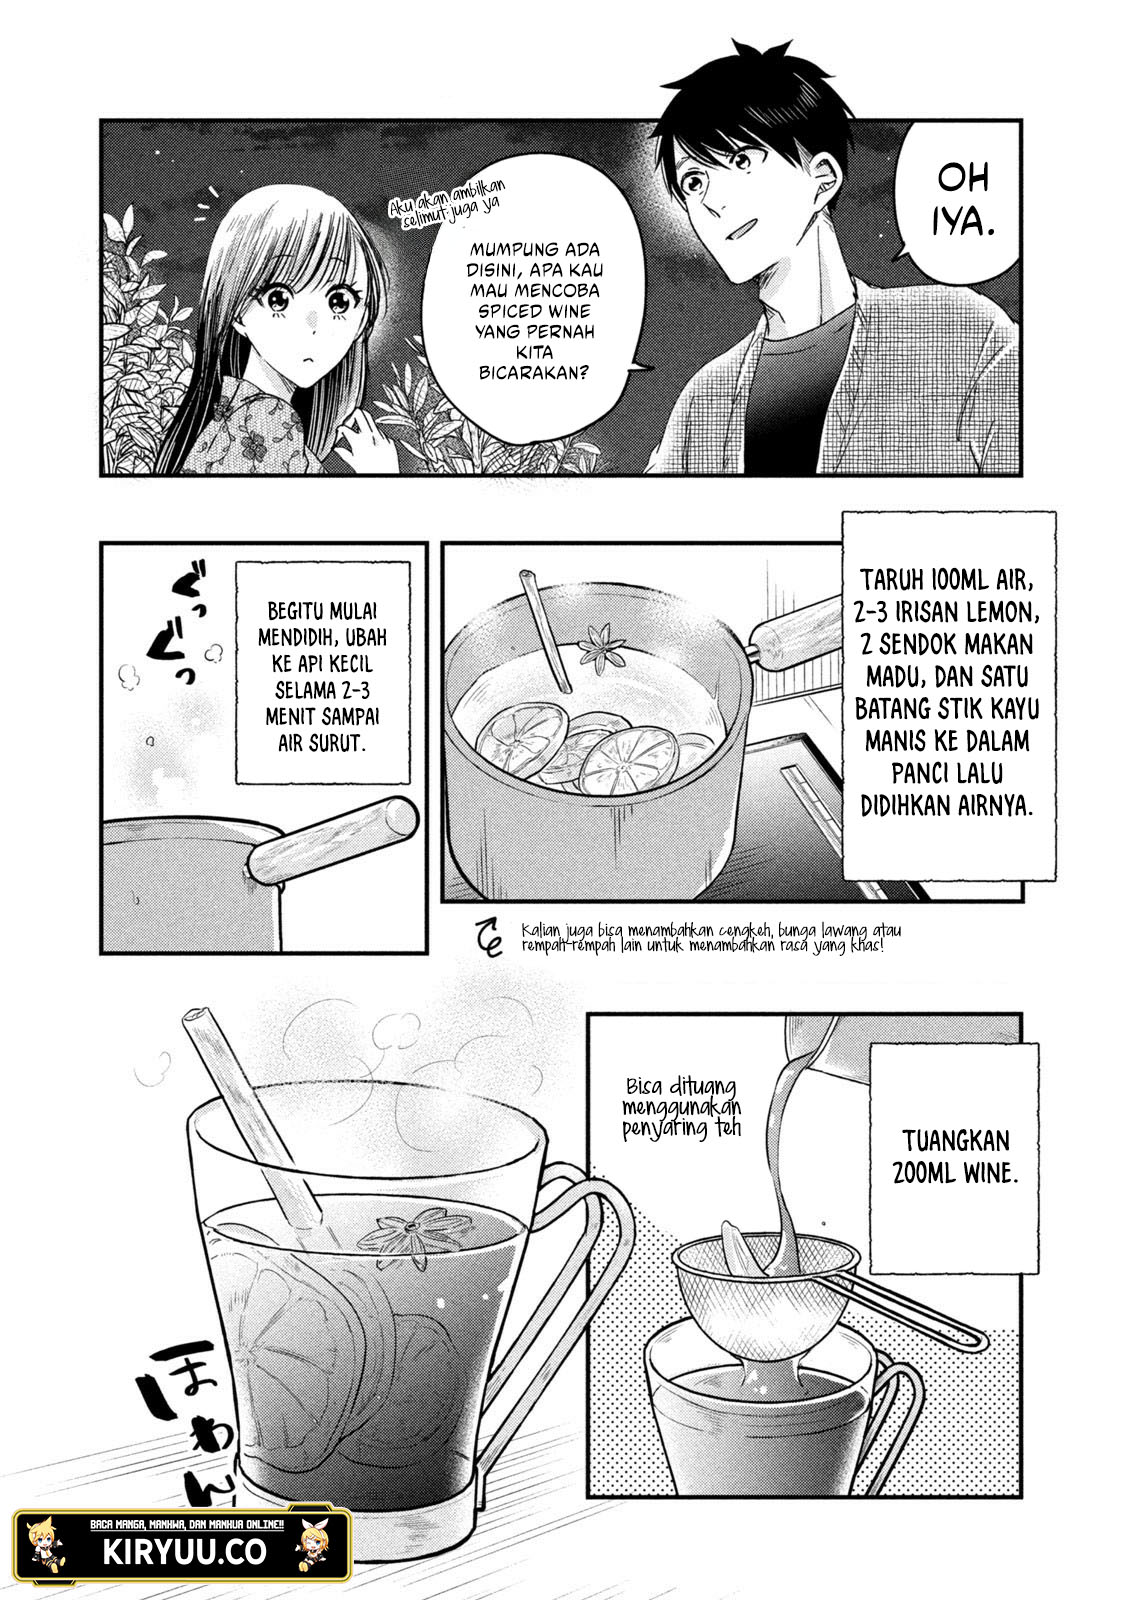 OH
IYA.
Aku akan ambilkan
selimut juga ya
MUMPUNG ADA
DISINI, APA KAU
MAU MENCOBA
SPICED WINE
YANG PERNAH
KITA
BICARAKAN?
TARUH 100ML AIR,
2-3 IRISAN LEMON,
2 SENDOK MAKAN
MADU, DAN SATU
BATANG STIK KAYU
MANIS KE DALAM
PANCI LALU
DIDIHKAN AIRNYA.
Kalian juga bisa menambahkan cengkeh, bunga lawang atau
rempah-rempah lain untuk menambahkan rasa yang khas!
BEGITU MULAI
MENDIDIH, UBAH
KE API KECIL
SELAMA 2-3
MENIT SAMPAI
AIR SURUT.
ぐっ
ぐっ
TUANGKAN
200ML WINE.
Bisa dituang
menggunakan
penyaring teh
ほわん
BACA MANGA, MANHWA, DAN MANHUA ONLINE!!
KIRYUU.CO